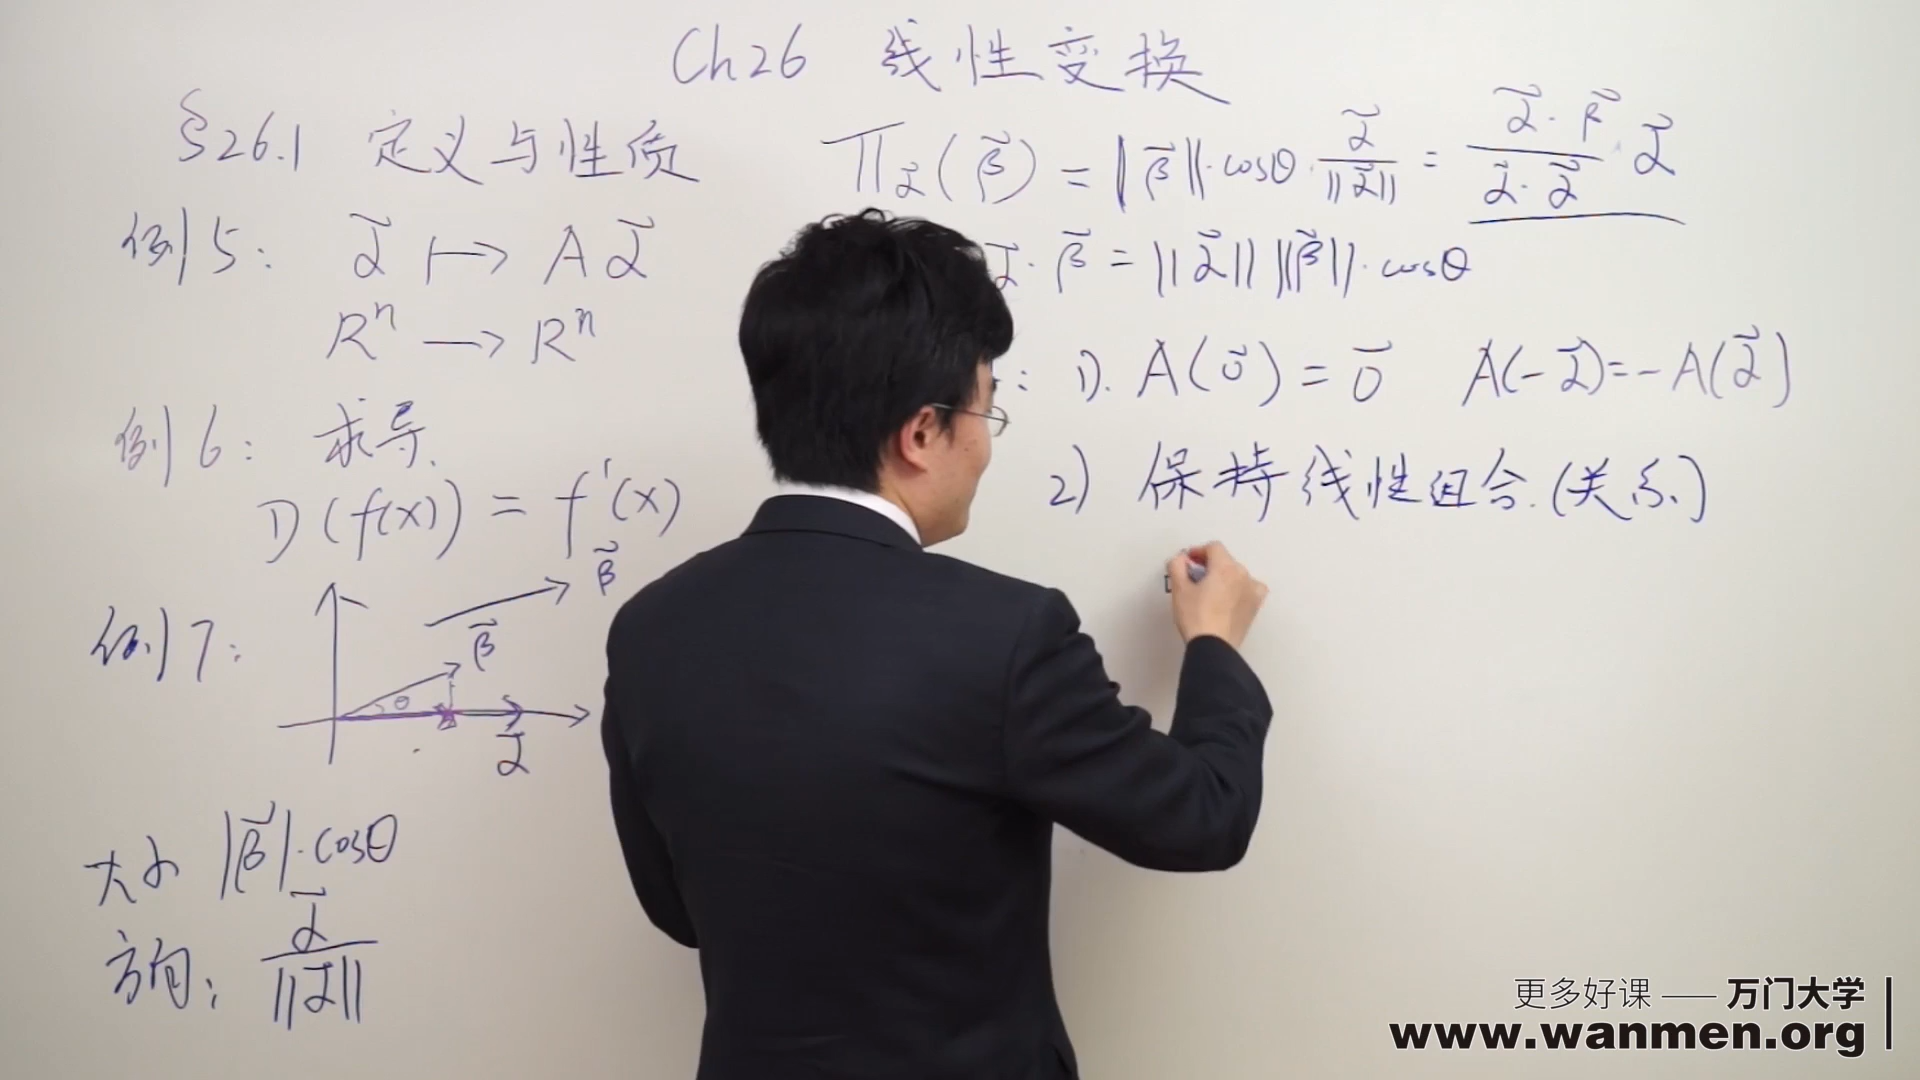 Ch26 线性变换
§26.1 定义与性质
例5: α⃗ ↦ Aα⃗
Rⁿ → Rⁿ
例6: 求导.
D(f(x)) = f'(x)
β⃗
例7:
β⃗
θ
α⃗
大小 |β⃗|·cosθ
方向: α⃗/||α⃗||
Π_α⃗(β⃗) = ||β⃗||·cosθ·α⃗/||α⃗|| = (α⃗·β⃗)/(α⃗·α⃗) α⃗
α⃗·β⃗ = ||α⃗|| ||β⃗||·cosθ
: 1). A(0⃗) = 0⃗ A(-α⃗)=-A(α⃗)
2) 保持线性组合.(关系)
更多好课 —— 万门大学
www.wanmen.org